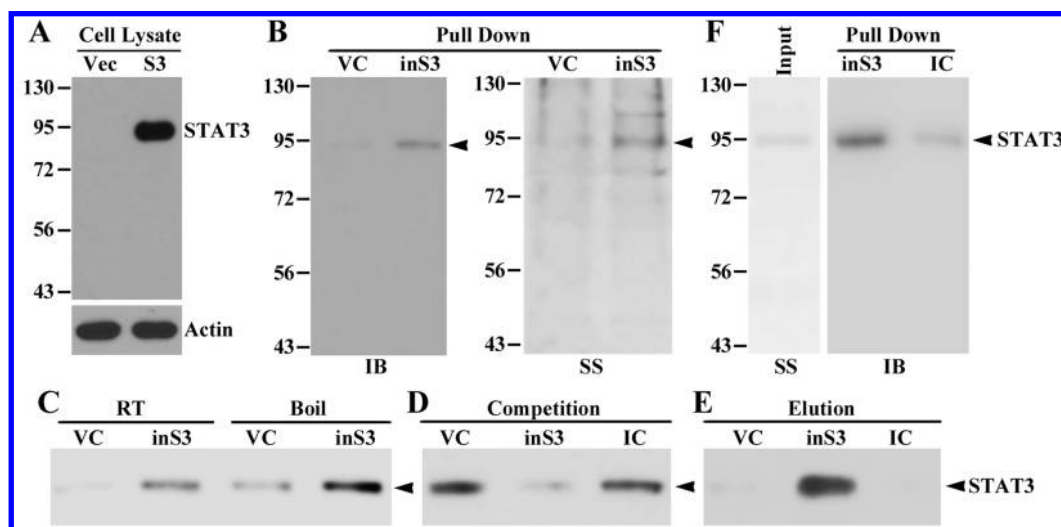 A
Cell Lysate
Vec S3
130
95
72
56
43
STAT3
Actin
B
Pull Down
VC inS3
130
95
72
56
43
IB
VC inS3
130
95
72
56
43
SS
F
Input
Pull Down
inS3 IC
130
95
72
56
43
STAT3
SS
IB
C
RT
VC inS3
Boil
VC inS3
D
Competition
VC inS3 IC
E
Elution
VC inS3 IC
STAT3